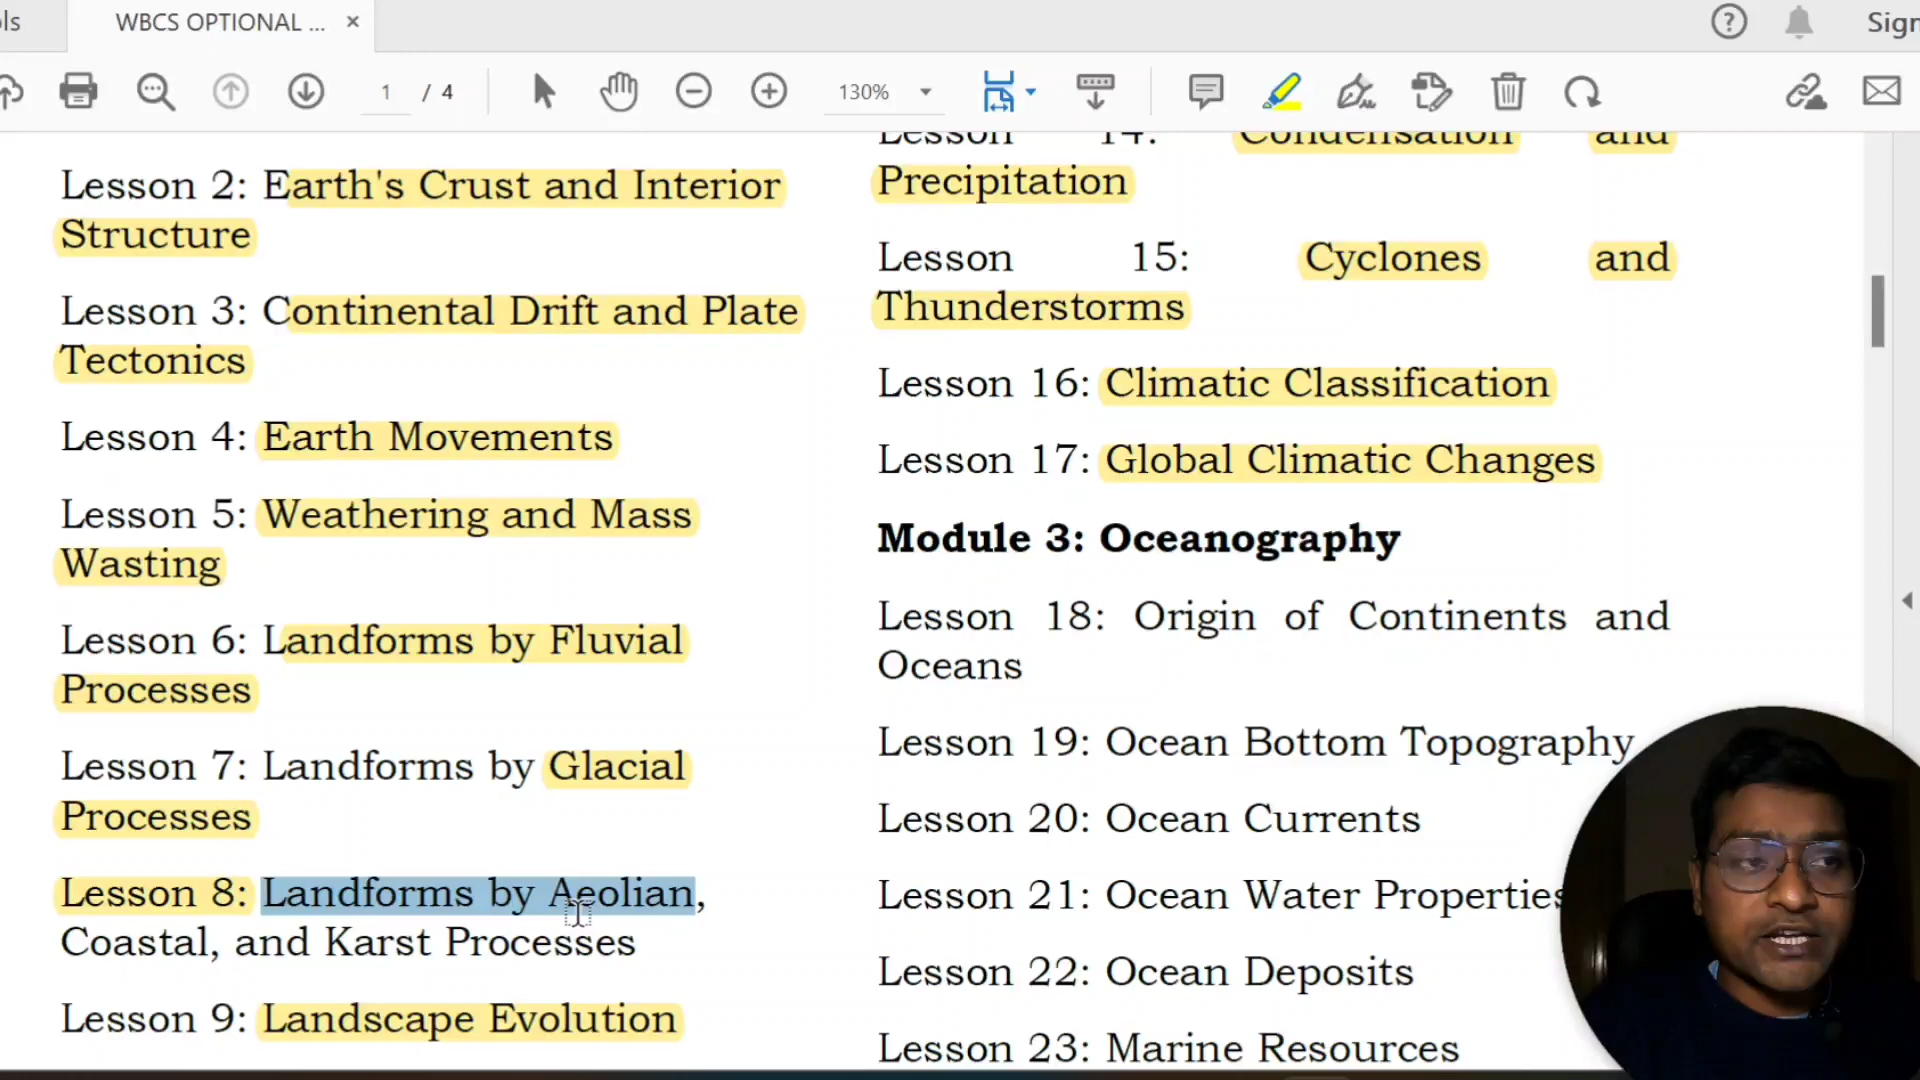 ls
WBCS OPTIONAL ...
Sign
1 / 4
130%
Lesson 2: Earth's Crust and Interior
Structure
Lesson 3: Continental Drift and Plate
Tectonics
Lesson 4: Earth Movements
Lesson 5: Weathering and Mass
Wasting
Lesson 6: Landforms by Fluvial
Processes
Lesson 7: Landforms by Glacial
Processes
Lesson 8: Landforms by Aeolian,
Coastal, and Karst Processes
Lesson 9: Landscape Evolution
Lesson 14: Condensation and
Precipitation
Lesson 15: Cyclones and
Thunderstorms
Lesson 16: Climatic Classification
Lesson 17: Global Climatic Changes
Module 3: Oceanography
Lesson 18: Origin of Continents and
Oceans
Lesson 19: Ocean Bottom Topography
Lesson 20: Ocean Currents
Lesson 21: Ocean Water Properties
Lesson 22: Ocean Deposits
Lesson 23: Marine Resources